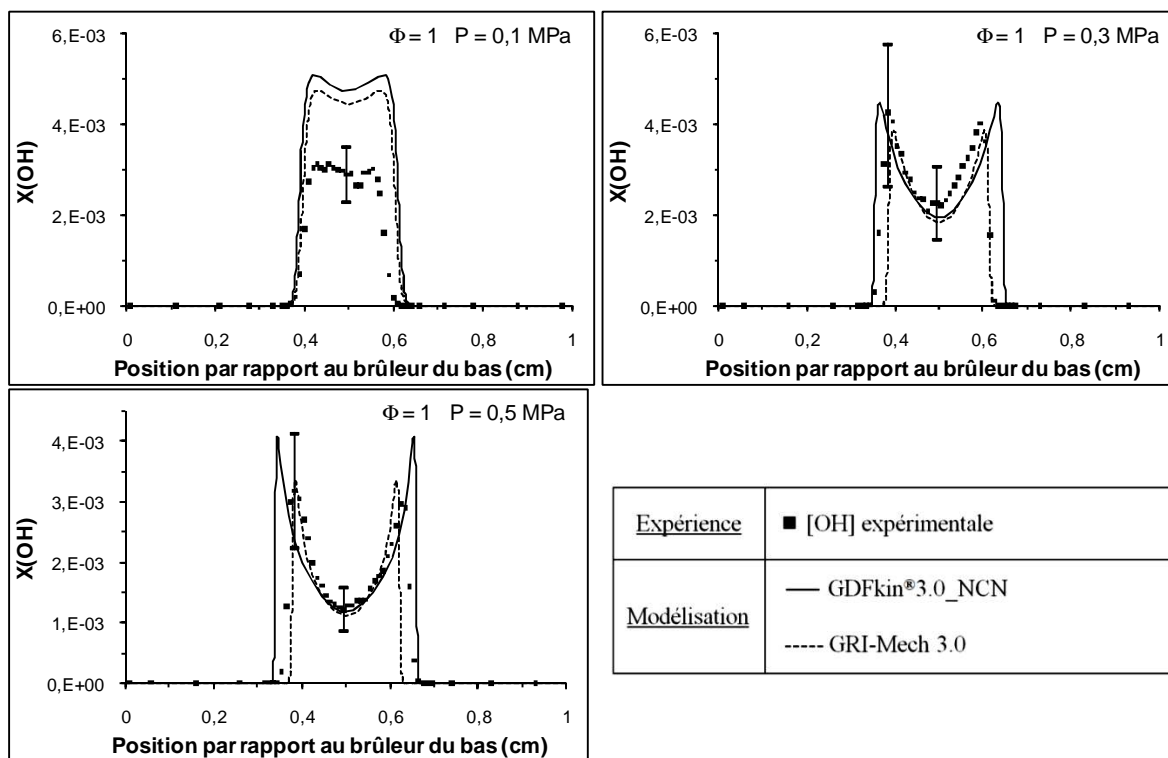 Φ = 1 P = 0,1 MPa
6,E-03
4,E-03
2,E-03
0,E+00
X(OH)
0 0,2 0,4 0,6 0,8 1
Position par rapport au brûleur du bas (cm)
Φ = 1 P = 0,3 MPa
6,E-03
4,E-03
2,E-03
0,E+00
X(OH)
0 0,2 0,4 0,6 0,8 1
Position par rapport au brûleur du bas (cm)
Φ = 1 P = 0,5 MPa
4,E-03
3,E-03
2,E-03
1,E-03
0,E+00
X(OH)
0 0,2 0,4 0,6 0,8 1
Position par rapport au brûleur du bas (cm)
Expérience
[OH] expérimentale
Modélisation
GDFkin®3.0_NCN
GRI-Mech 3.0